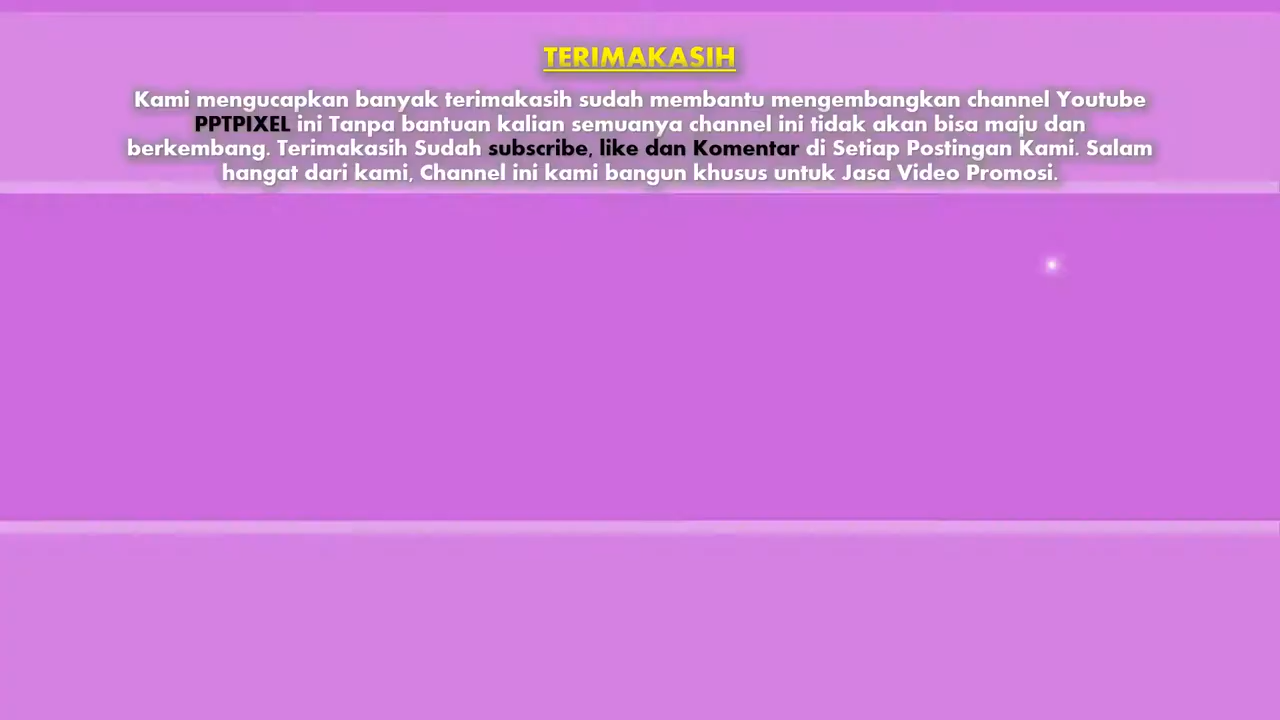 TERIMAKASIH
Kami mengucapkan banyak terimakasih sudah membantu mengembangkan channel Youtube
PPTPIXEL ini Tanpa bantuan kalian semuanya channel ini tidak akan bisa maju dan
berkembang. Terimakasih Sudah subscribe, like dan Komentar di Setiap Postingan Kami. Salam
hangat dari kami, Channel ini kami bangun khusus untuk Jasa Video Promosi.